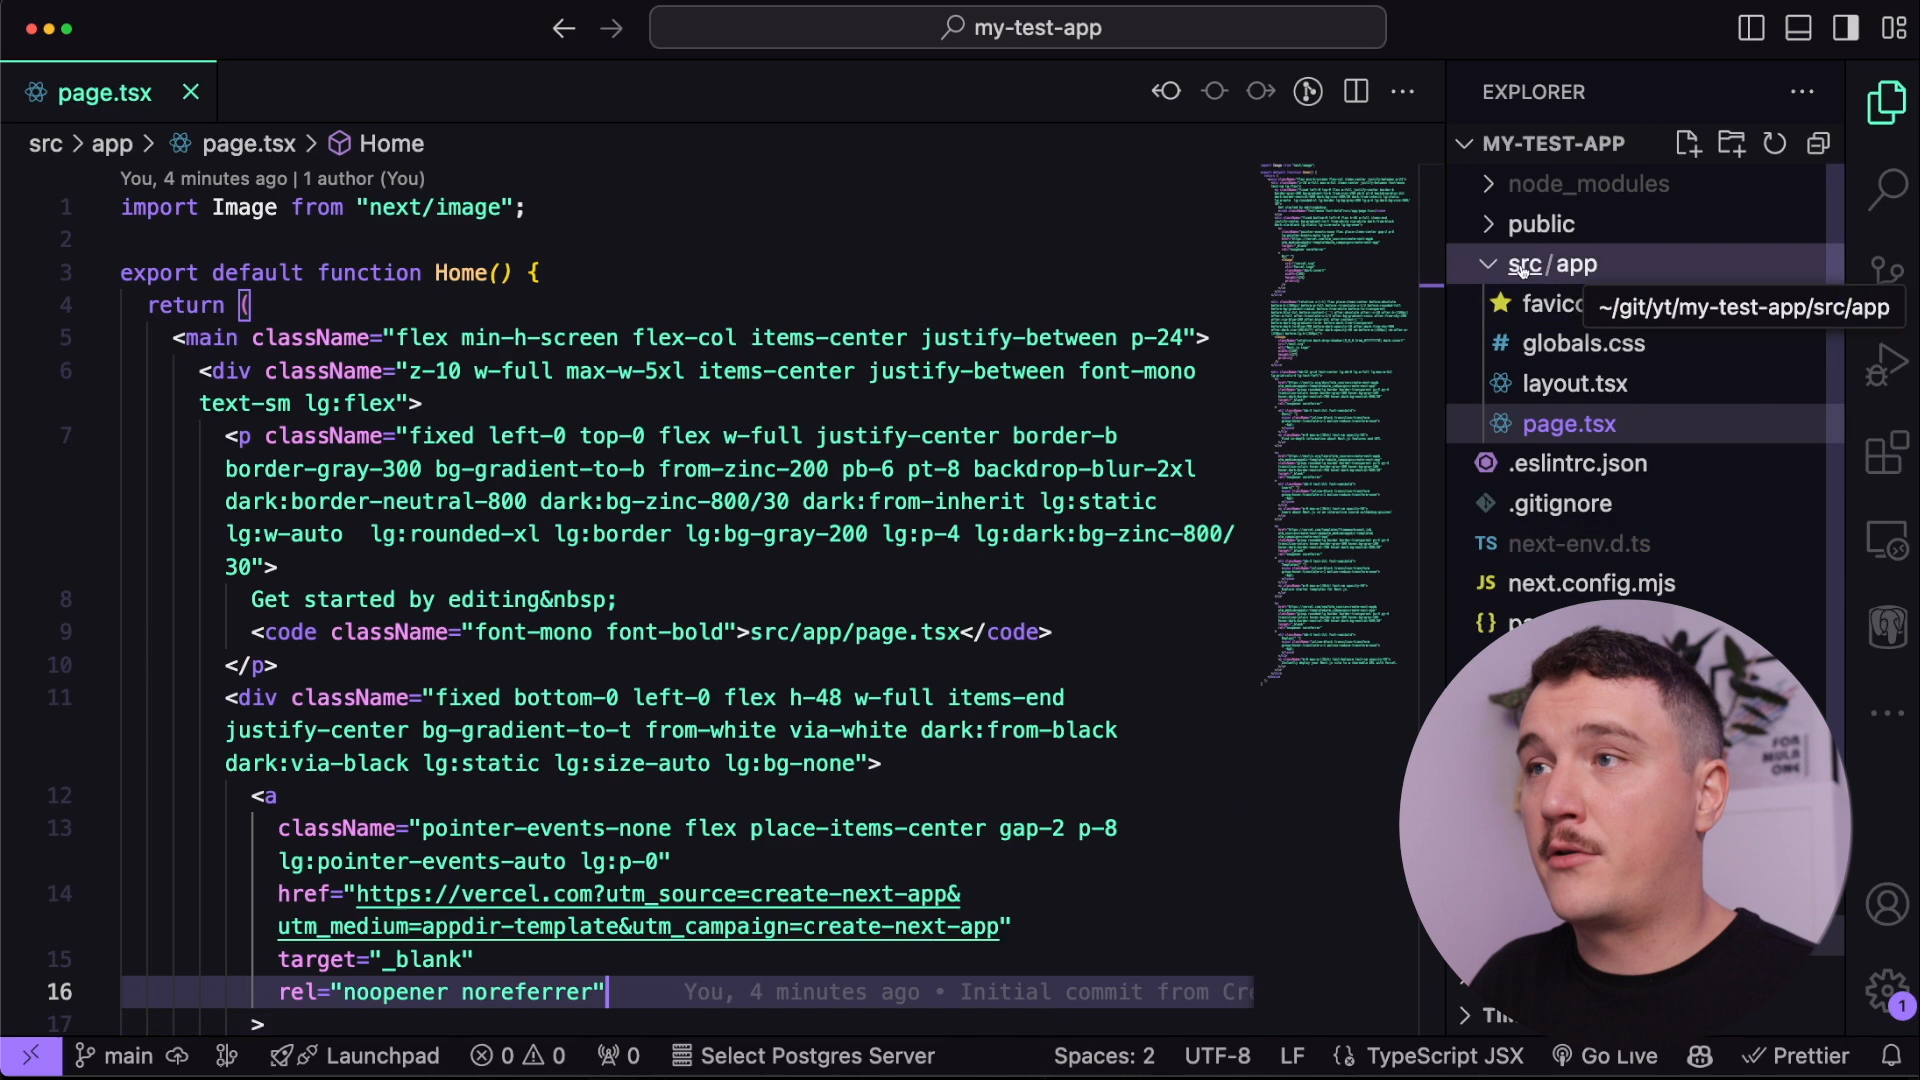 my-test-app
page.tsx
EXPLORER
src > app > page.tsx > Home
MY-TEST-APP
You, 4 minutes ago | 1 author (You)
1 import Image from "next/image";
2
3 export default function Home() {
4 return (
5 <main className="flex min-h-screen flex-col items-center justify-between p-24">
6 <div className="z-10 w-full max-w-5xl items-center justify-between font-mono
text-sm lg:flex">
7 <p className="fixed left-0 top-0 flex w-full justify-center border-b
border-gray-300 bg-gradient-to-b from-zinc-200 pb-6 pt-8 backdrop-blur-2xl
dark:border-neutral-800 dark:bg-zinc-800/30 dark:from-inherit lg:static
lg:w-auto  lg:rounded-xl lg:border lg:bg-gray-200 lg:p-4 lg:dark:bg-zinc-800/
30">
8 Get started by editing&nbsp;
9 <code className="font-mono font-bold">src/app/page.tsx</code>
10 </p>
11 <div className="fixed bottom-0 left-0 flex h-48 w-full items-end
justify-center bg-gradient-to-t from-white via-white dark:from-black
dark:via-black lg:static lg:size-auto lg:bg-none">
12 <a
13 className="pointer-events-none flex place-items-center gap-2 p-8
lg:pointer-events-auto lg:p-0"
14 href="https://vercel.com?utm_source=create-next-app&
utm_medium=appdir-template&utm_campaign=create-next-app"
15 target="_blank"
16 rel="noopener noreferrer" You, 4 minutes ago • Initial commit from Cre
17 >
node_modules
public
src / app
favico
~/git/yt/my-test-app/src/app
# globals.css
layout.tsx
page.tsx
.eslintrc.json
.gitignore
TS next-env.d.ts
JS next.config.mjs
{} pa
FOR
MULA
ONE
1
main
Launchpad
0
0
0
Select Postgres Server
Spaces: 2
UTF-8
LF
TypeScript JSX
Go Live
Prettier